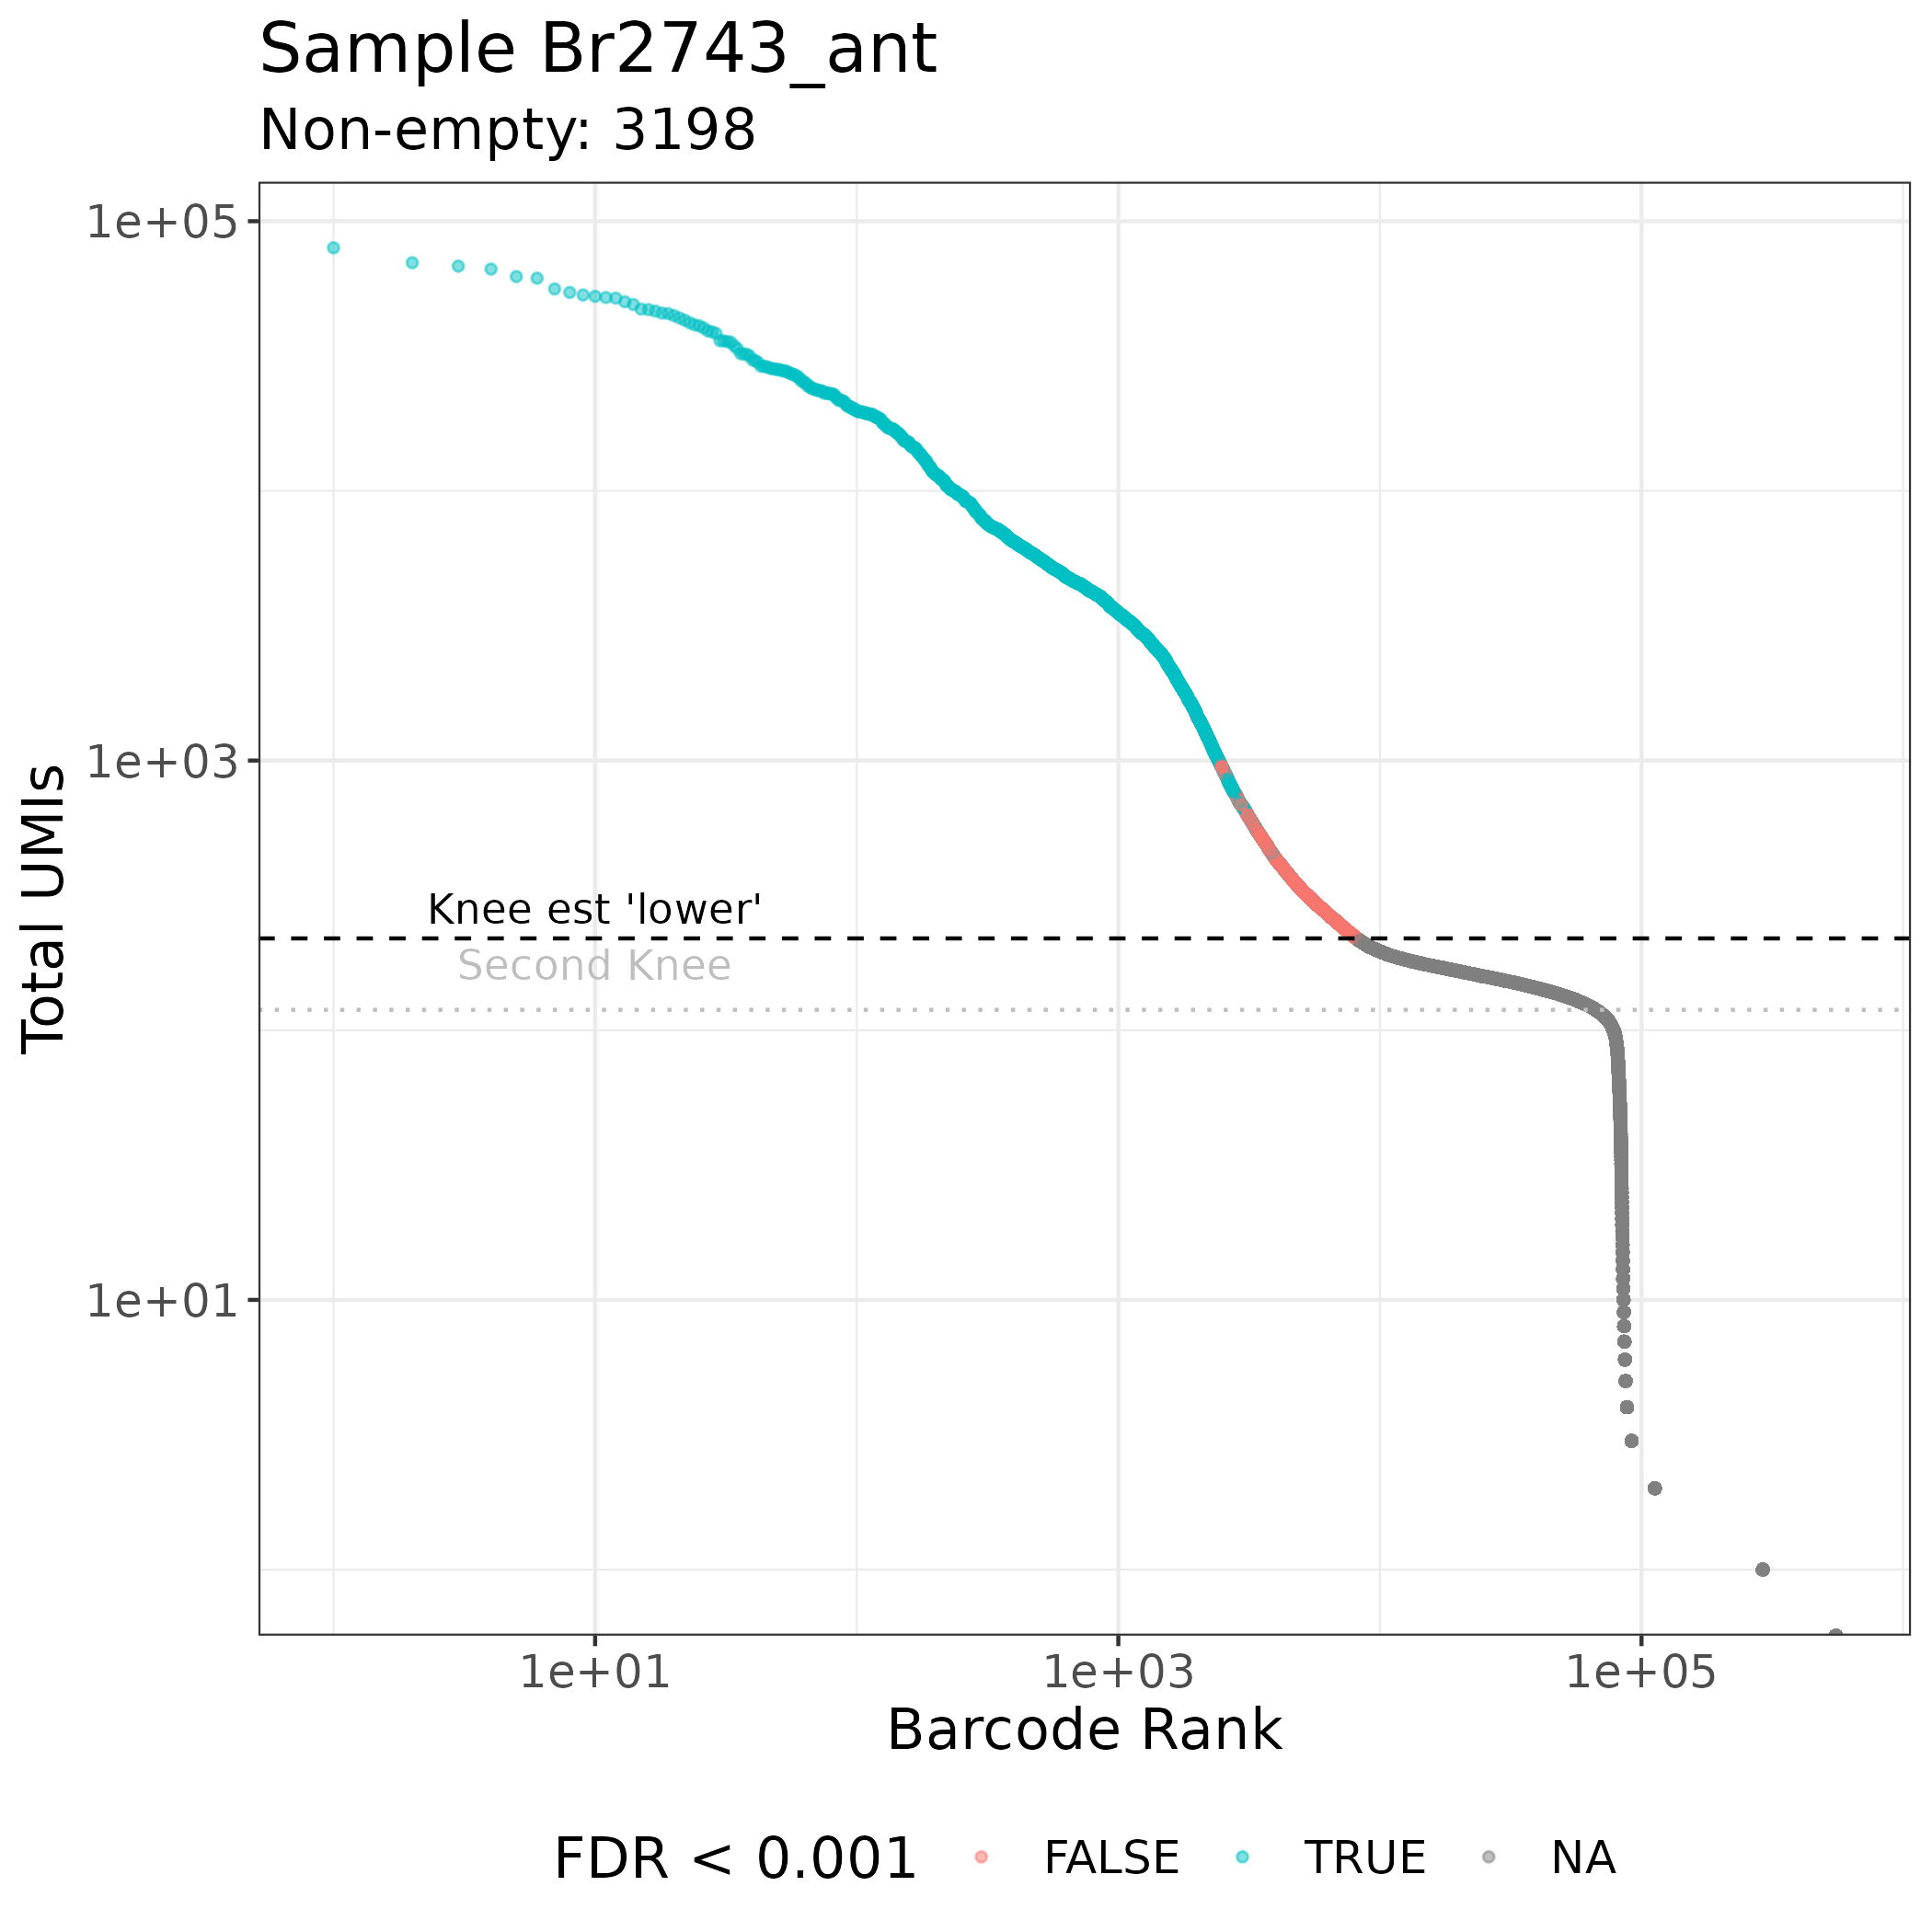 Sample Br2743_ant
Non-empty: 3198
1e+05
1e+03
1e+01
Total UMIs
Knee est 'lower'
Second Knee
1e+01 1e+03 1e+05
Barcode Rank
FDR < 0.001 FALSE TRUE NA